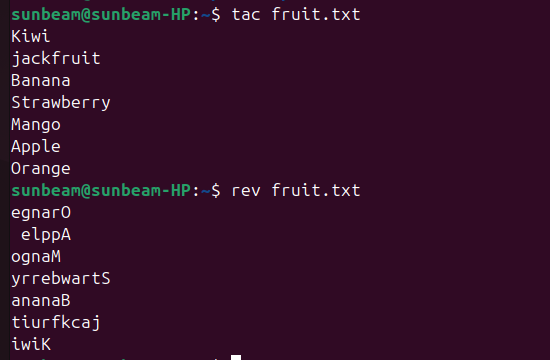 sunbeam@sunbeam-HP:~$ tac fruit.txt
Kiwi
jackfruit
Banana
Strawberry
Mango
Apple
Orange
sunbeam@sunbeam-HP:~$ rev fruit.txt
egnarO
 elppA
ognaM
yrrebwartS
ananaB
tiurfkcaj
iwiK